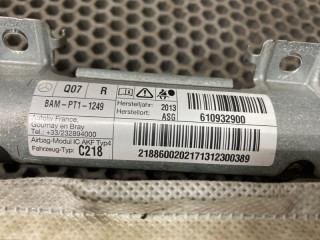 Q07 R
BAM-PT1-1249
Herstelljahr: 2013
Herstellort: ASG
610932900
Autoliv France,
Gournay en Bray
Tel.: +33/232894000
Airbag-Modul IC AKF Typ4
Fahrzeug-Typ: C218
21886002021713123003​89